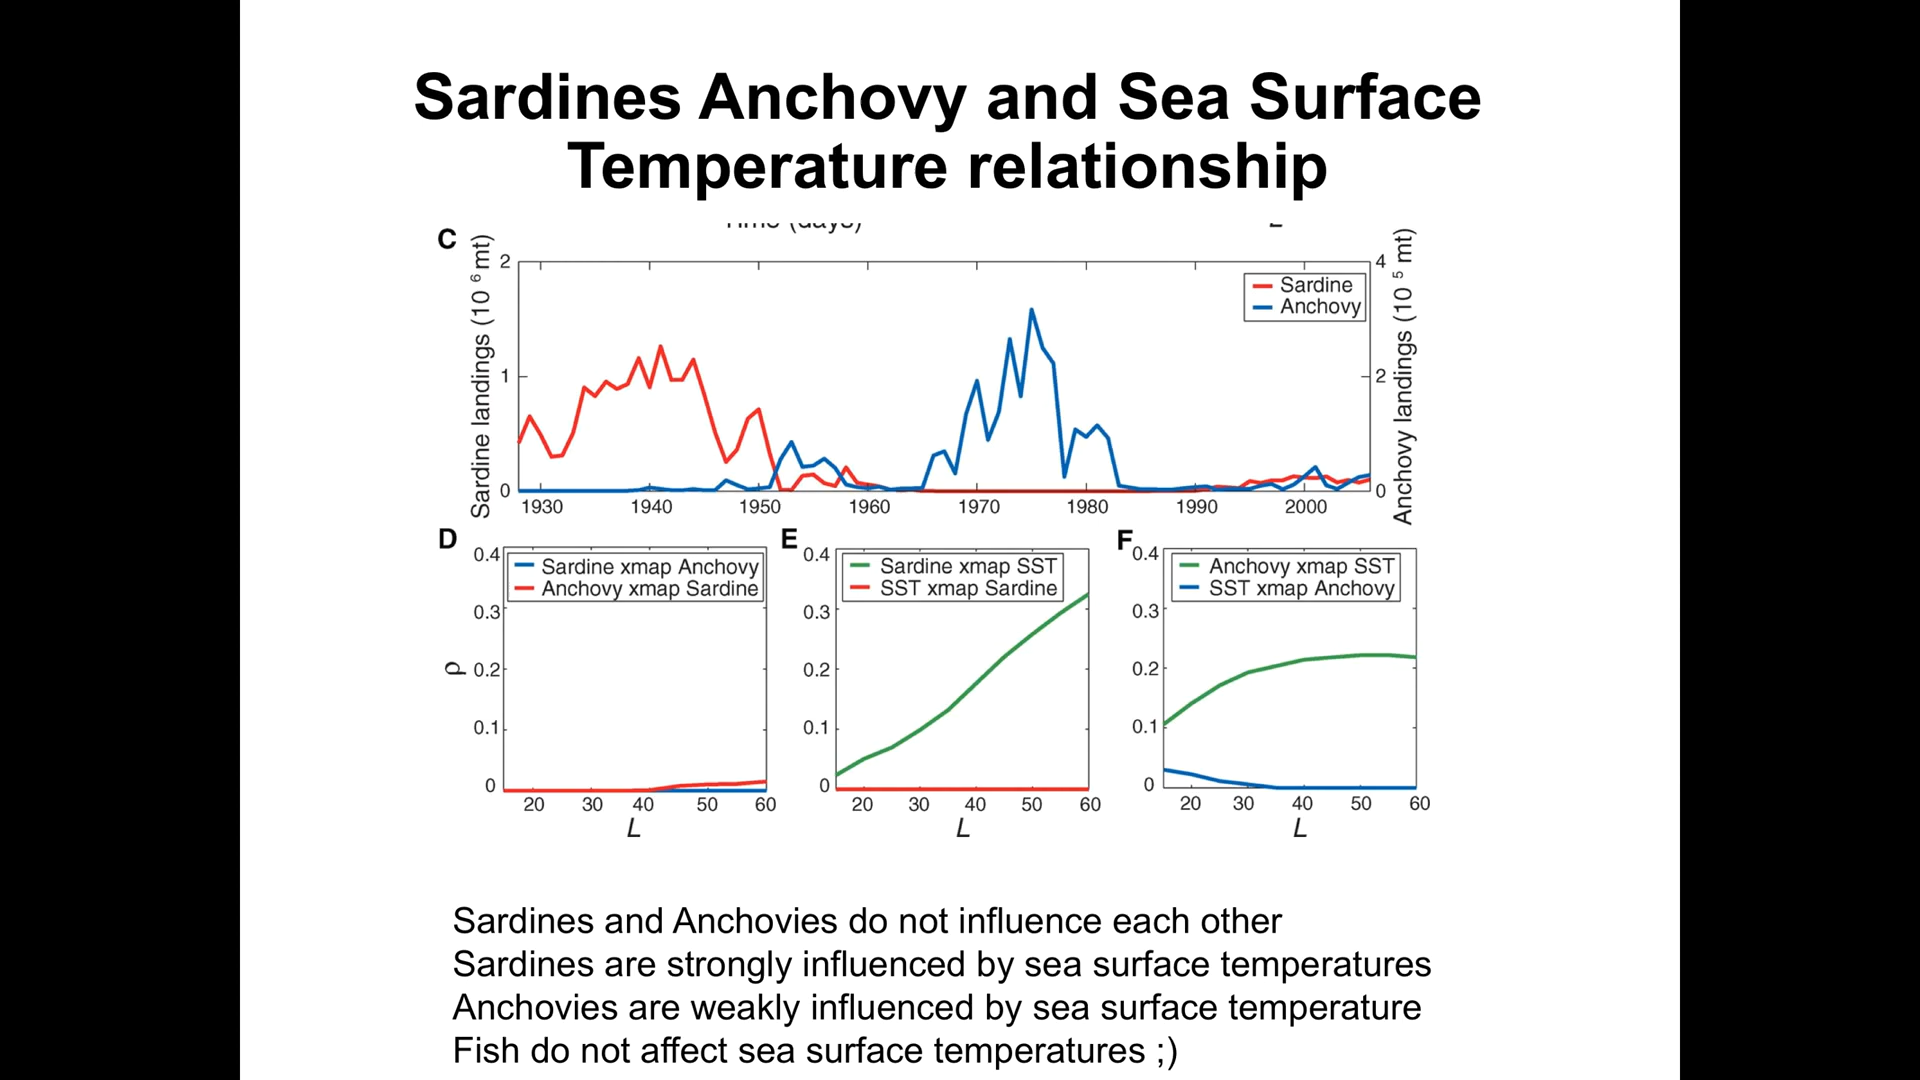 Sardines Anchovy and Sea Surface
Temperature relationship
Time (days)
L
C
Sardine landings (10 6 mt)
2
1
0
Sardine
Anchovy
4
2
0
Anchovy landings (10 5 mt)
1930 1940 1950 1960 1970 1980 1990 2000
D
Sardine xmap Anchovy
Anchovy xmap Sardine
ρ
0.4
0.3
0.2
0.1
0
20 30 40 50 60
L
E
Sardine xmap SST
SST xmap Sardine
0.4
0.3
0.2
0.1
0
20 30 40 50 60
L
F
Anchovy xmap SST
SST xmap Anchovy
0.4
0.3
0.2
0.1
0
20 30 40 50 60
L
Sardines and Anchovies do not influence each other
Sardines are strongly influenced by sea surface temperatures
Anchovies are weakly influenced by sea surface temperature
Fish do not affect sea surface temperatures ;)